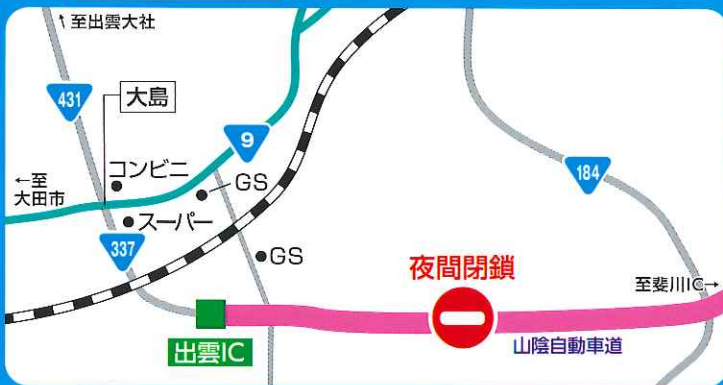 ↑至出雲大社
431
大島
9
コンビニ
GS
←至
大田市
スーパー
337
GS
184
夜間閉鎖
至斐川IC→
出雲IC
山陰自動車道